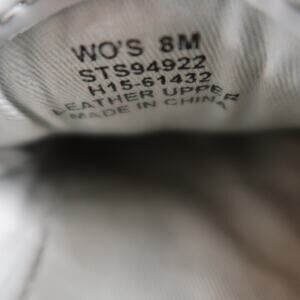 WO'S 8M
STS94922
H15-61432
LEATHER UPPER
MADE IN CHINA